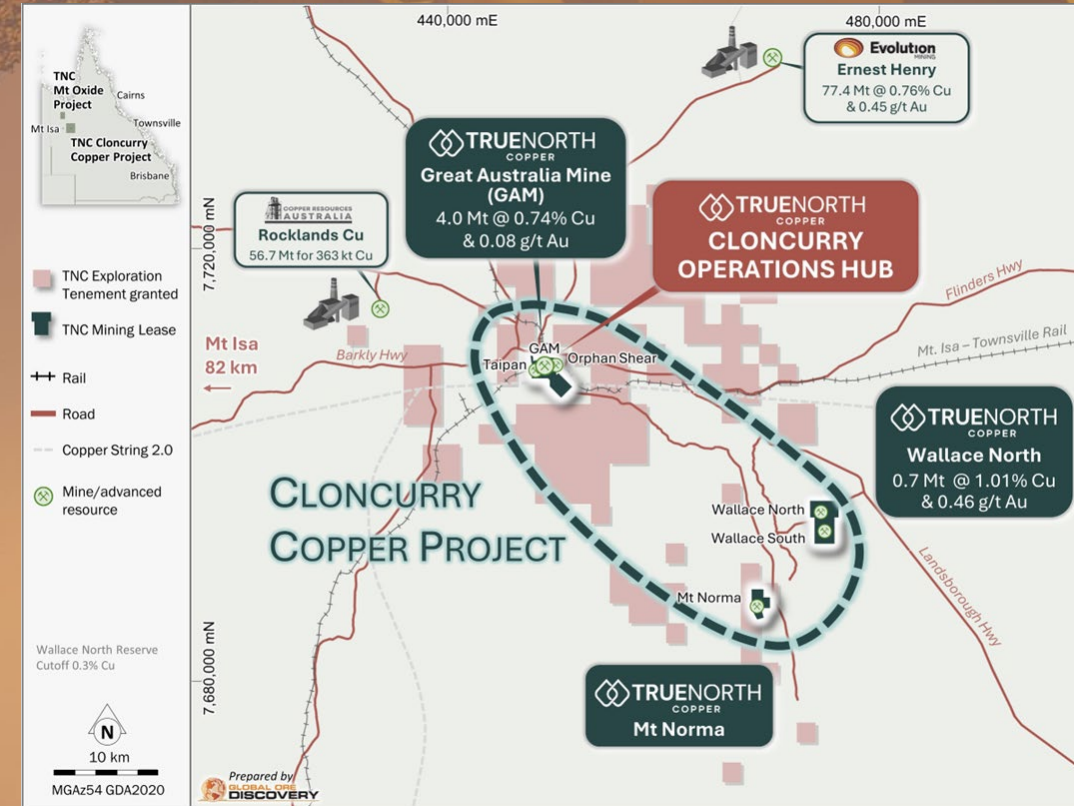 440,000 mE
480,000 mE
7,720,000 mN
7,680,000 mN
TNC
Mt Oxide
Project
Cairns
Mt Isa
Townsville
TNC Cloncurry
Copper Project
Brisbane
TNC Exploration
Tenement granted
TNC Mining Lease
Rail
Road
Copper String 2.0
Mine/advanced
resource
Wallace North Reserve
Cutoff 0.3% Cu
N
10 km
MGAz54 GDA2020
Evolution
MINING
Ernest Henry
77.4 Mt @ 0.76% Cu
& 0.45 g/t Au
TRUENORTH
COPPER
Great Australia Mine
(GAM)
4.0 Mt @ 0.74% Cu
& 0.08 g/t Au
COPPER RESOURCES
AUSTRALIA
Rocklands Cu
56.7 Mt for 363 kt Cu
TRUENORTH
COPPER
CLONCURRY
OPERATIONS HUB
Flinders Hwy
Mt. Isa – Townsville Rail
Mt Isa
82 km
Barkly Hwy
GAM
Taipan
Orphan Shear
TRUENORTH
COPPER
Wallace North
0.7 Mt @ 1.01% Cu
& 0.46 g/t Au
CLONCURRY
COPPER PROJECT
Wallace North
Wallace South
Mt Norma
Landsborough Hwy
TRUENORTH
COPPER
Mt Norma
Prepared by
GLOBAL ORE
DISCOVERY